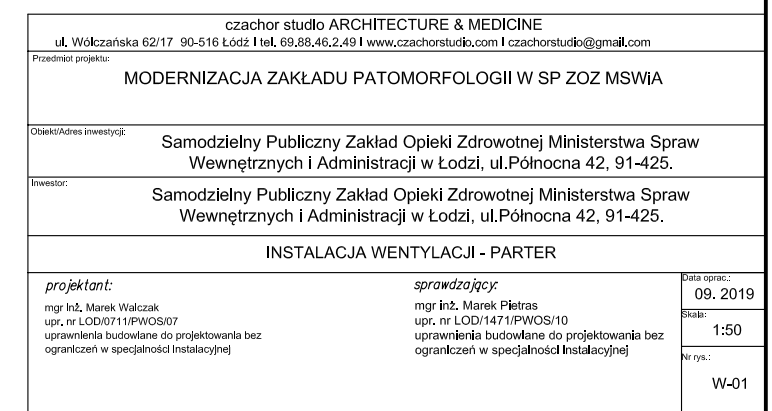 czachor studio ARCHITECTURE & MEDICINE
ul. Wólczańska 62/17 90-516 Łódź I tel. 69.88.46.2.49 I www.czachorstudio.com I czachorstudio@gmail.com
Przedmiot projektu:
MODERNIZACJA ZAKŁADU PATOMORFOLOGII W SP ZOZ MSWiA
Obiekt/Adres inwestycji:
Samodzielny Publiczny Zakład Opieki Zdrowotnej Ministerstwa Spraw
Wewnętrznych i Administracji w Łodzi, ul.Północna 42, 91-425.
Inwestor:
Samodzielny Publiczny Zakład Opieki Zdrowotnej Ministerstwa Spraw
Wewnętrznych i Administracji w Łodzi, ul.Północna 42, 91-425.
INSTALACJA WENTYLACJI - PARTER
projektant:
mgr inż. Marek Walczak
upr. nr LOD/0711/PWOS/07
uprawnienia budowlane do projektowania bez
ograniczeń w specjalności instalacyjnej
sprawdzający:
mgr inż. Marek Pietras
upr. nr LOD/1471/PWOS/10
uprawnienia budowlane do projektowania bez
ograniczeń w specjalności instalacyjnej
Data oprac.:
09. 2019
Skala:
1:50
Nr rys.:
W-01